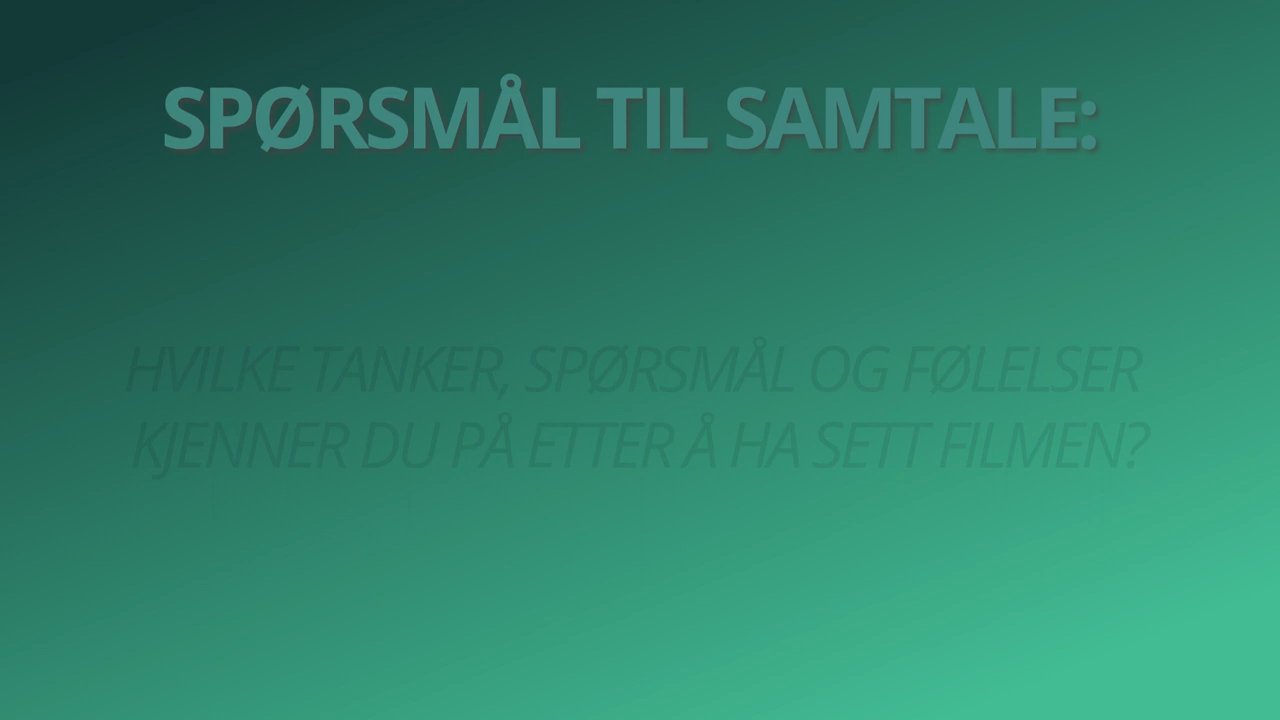 SPØRSMÅL TIL SAMTALE:
HVILKE TANKER, SPØRSMÅL OG FØLELSER
KJENNER DU PÅ ETTER Å HA SETT FILMEN?